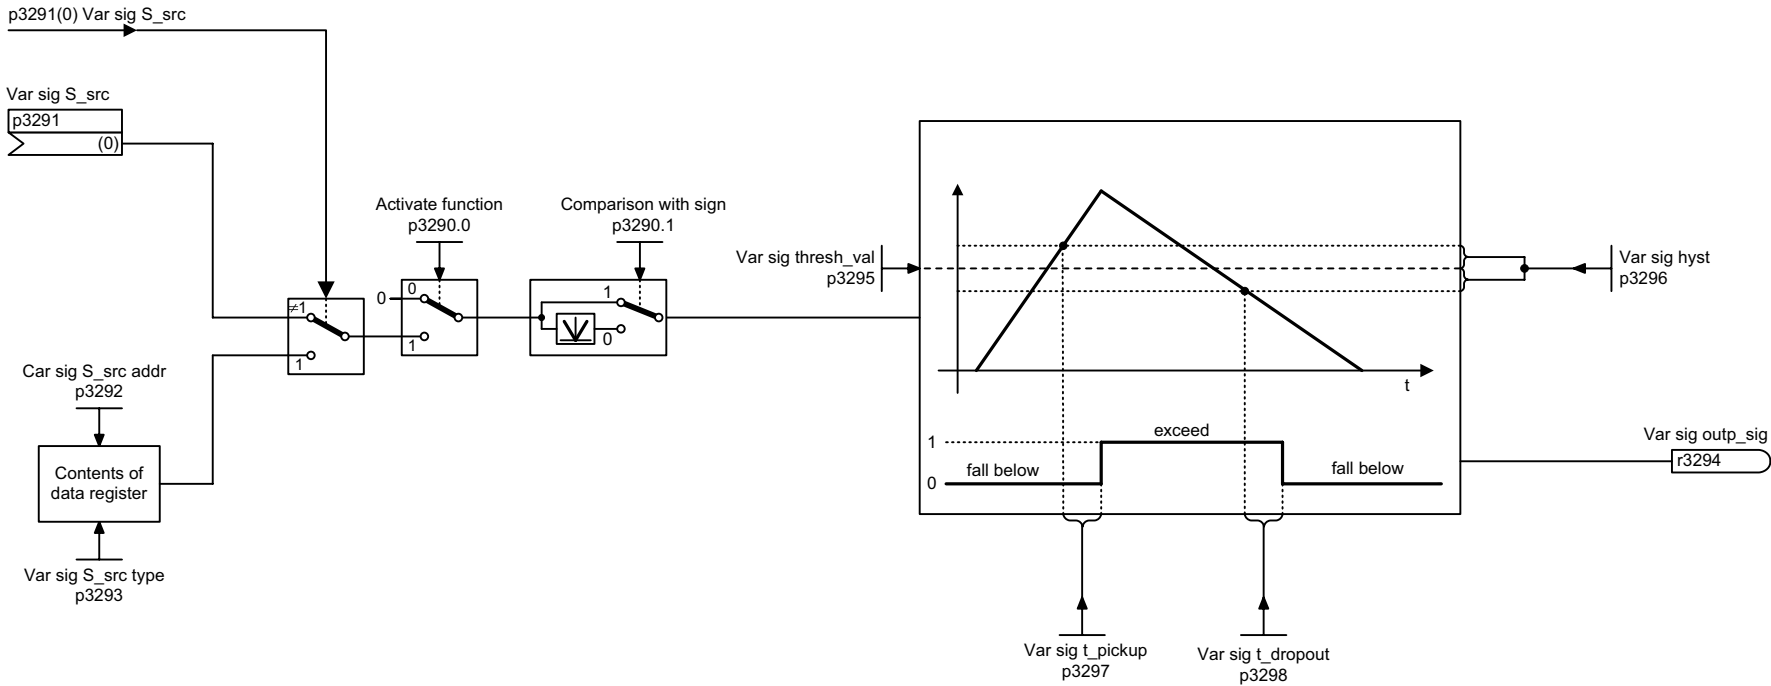 p3291(0) Var sig S_src
Var sig S_src
p3291
(0)
Activate function
p3290.0
Comparison with sign
p3290.1
Var sig thresh_val
p3295
Var sig hyst
p3296
≠1
1
0
0
1
1
0
t
Car sig S_src addr
p3292
Contents of
data register
Var sig S_src type
p3293
1
exceed
0
fall below
fall below
Var sig outp_sig
r3294
Var sig t_pickup
p3297
Var sig t_dropout
p3298